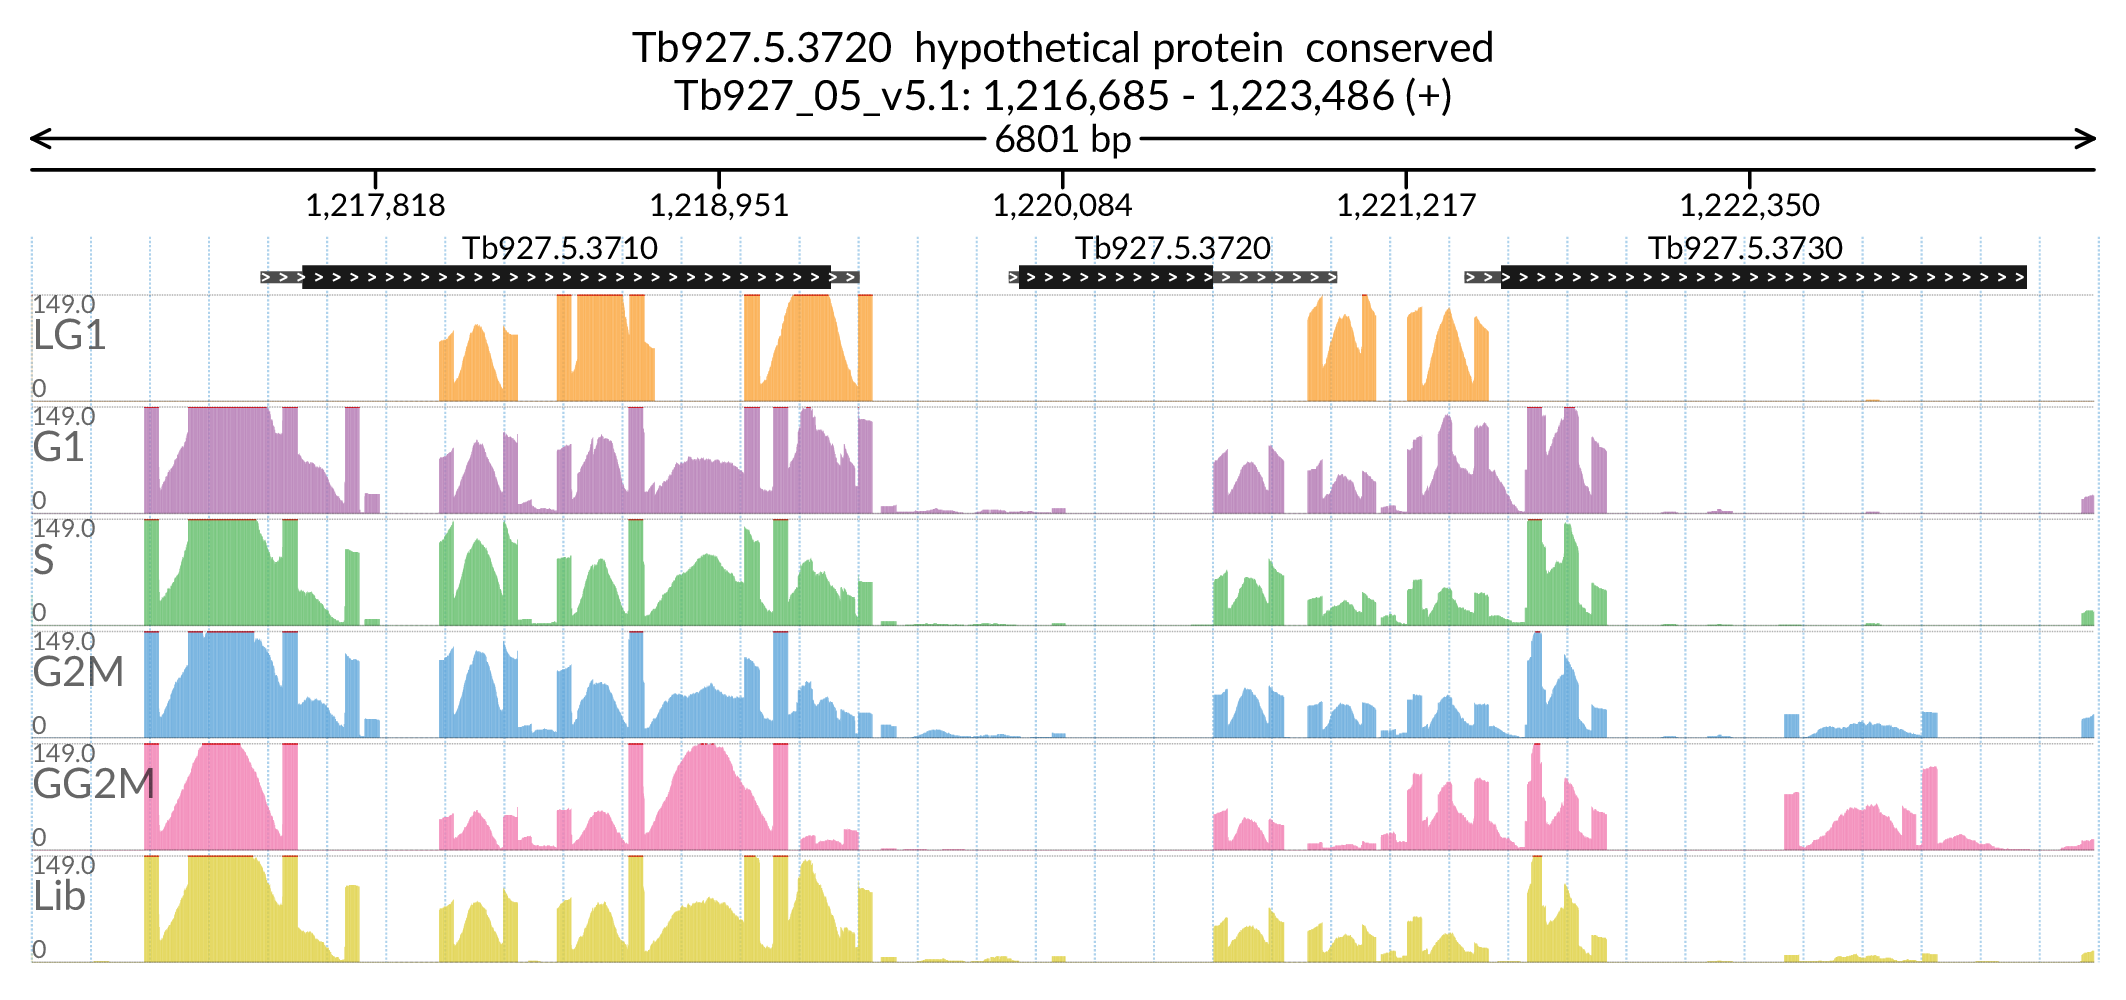 Tb927.5.3720 hypothetical protein conserved
Tb927_05_v5.1: 1,216,685 - 1,223,486 (+)
6801 bp
1,217,818 1,218,951 1,220,084 1,221,217 1,222,350
Tb927.5.3710 Tb927.5.3720 Tb927.5.3730
149.0
LG1
0
149.0
G1
0
149.0
S
0
149.0
G2M
0
149.0
GG2M
0
149.0
Lib
0